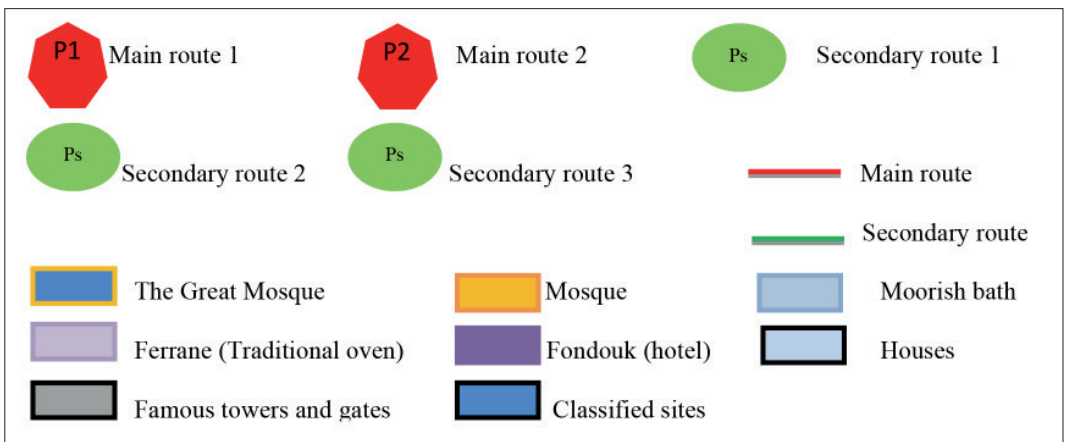 P1 Main route 1
P2 Main route 2
Ps Secondary route 1
Ps Secondary route 2
Ps Secondary route 3
Main route
Secondary route
The Great Mosque
Mosque
Moorish bath
Ferrane (Traditional oven)
Fondouk (hotel)
Houses
Famous towers and gates
Classified sites